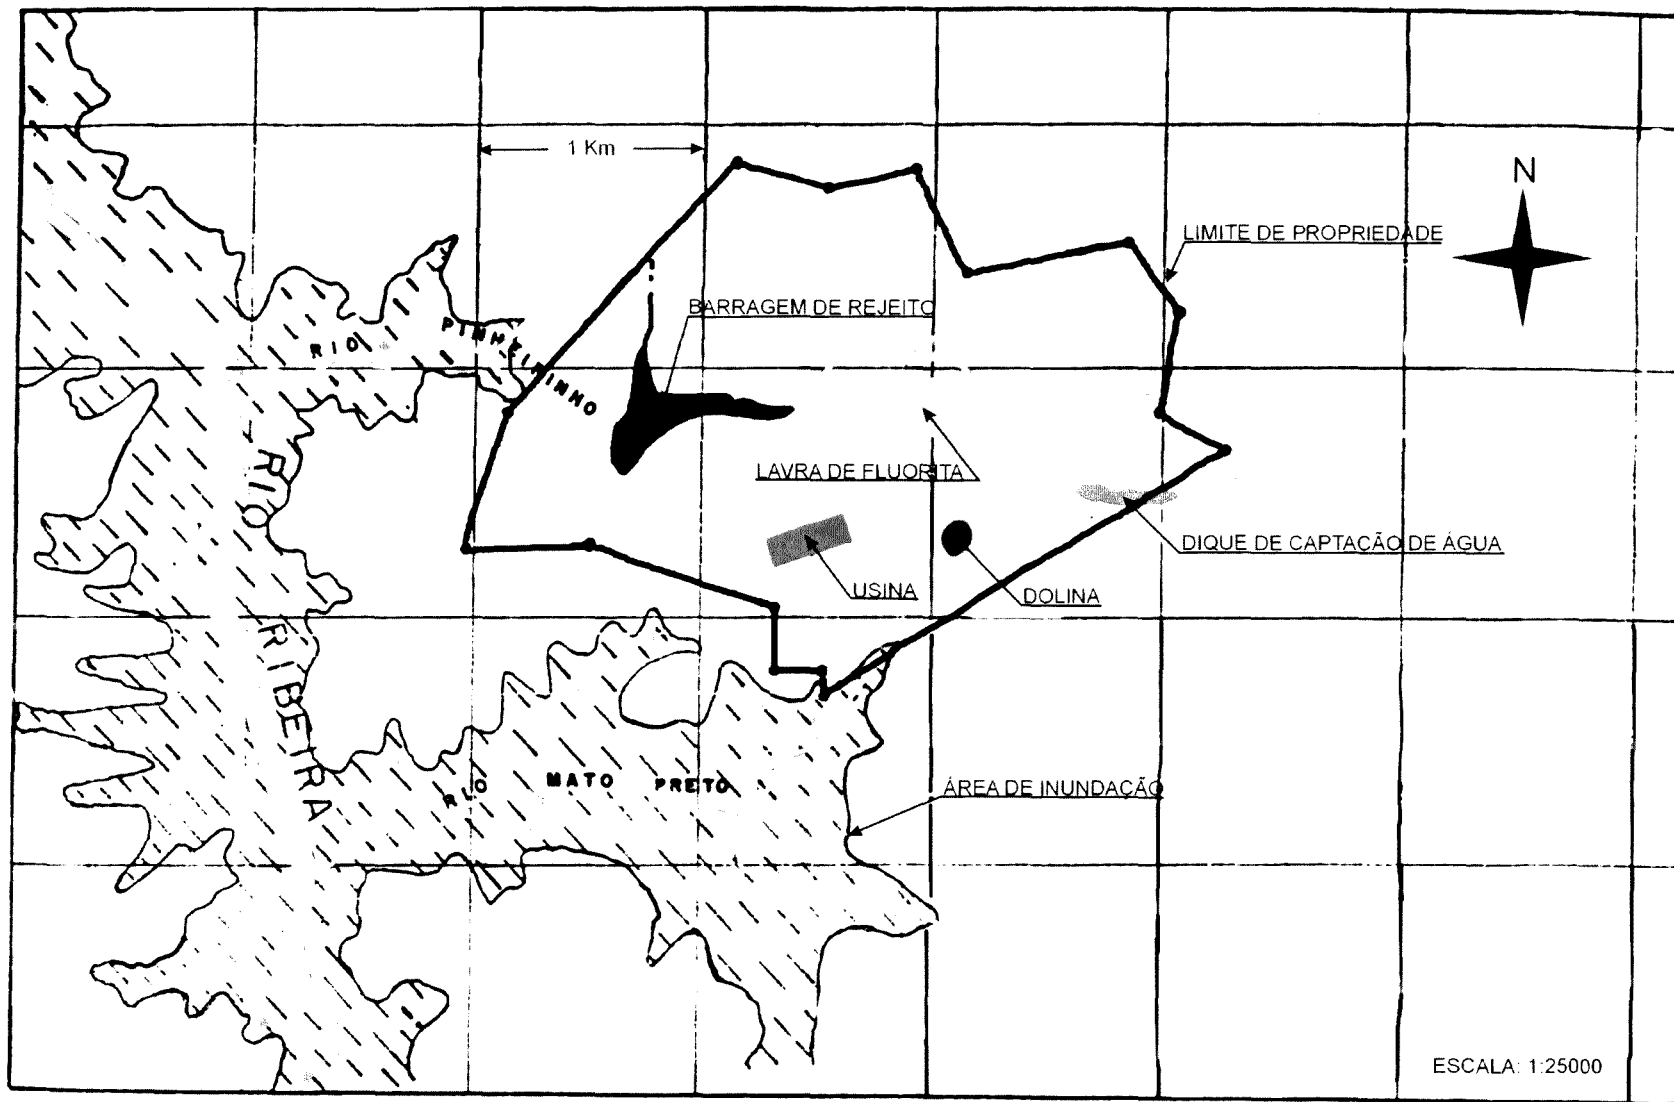 1 Km
N
LIMITE DE PROPRIEDADE
BARRAGEM DE REJEITO
RIO PINHEIRINHO
LAVRA DE FLUORITA
RIO RIBEIRA
DIQUE DE CAPTAÇÃO DE ÁGUA
USINA
DOLINA
RIO MATO PRETO
ÁREA DE INUNDAÇÃO
ESCALA: 1:25000